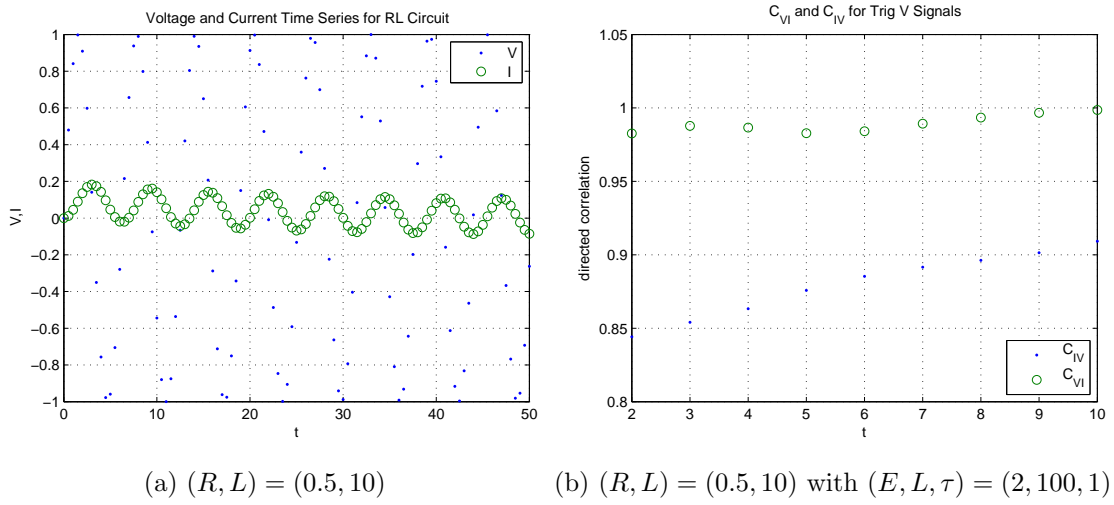 Voltage and Current Time Series for RL Circuit
1
0.8
0.6
0.4
0.2
0
−0.2
−0.4
−0.6
−0.8
−1
V,I
V
I
0 10 20 30 40 50
t
(a) (R, L) = (0.5, 10)
C_VI and C_IV for Trig V Signals
1.05
1
0.95
0.9
0.85
0.8
directed correlation
C_IV
C_VI
2 3 4 5 6 7 8 9 10
t
(b) (R, L) = (0.5, 10) with (E, L, τ) = (2, 100, 1)